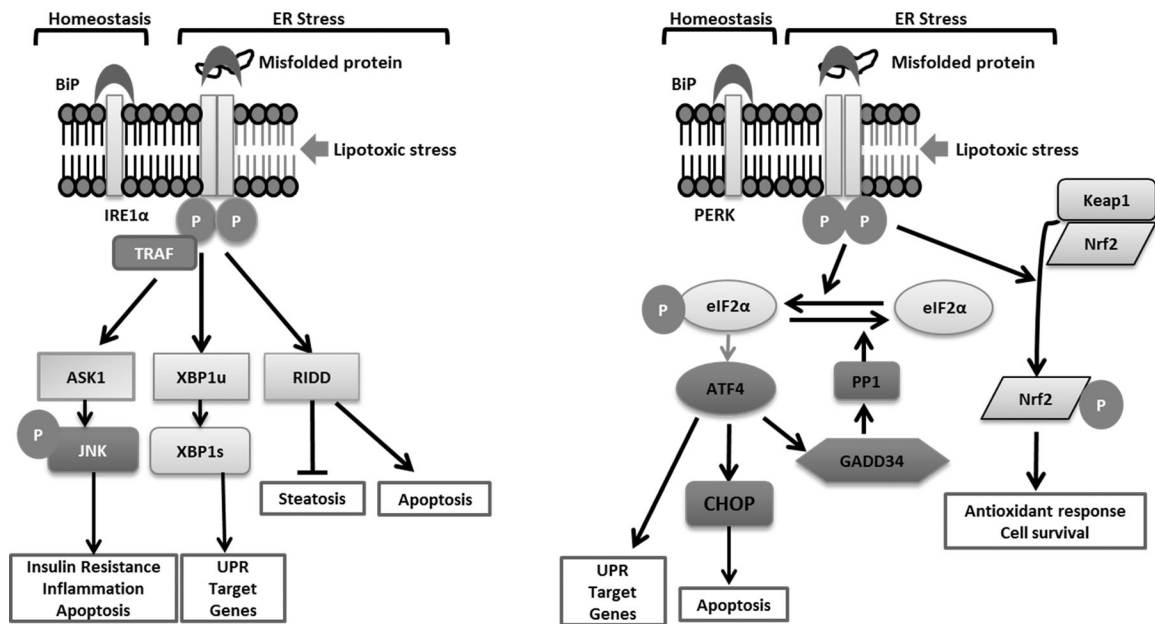 Homeostasis
ER Stress
Misfolded protein
BiP
Lipotoxic stress
IRE1α
P
P
TRAF
ASK1
XBP1u
RIDD
P
JNK
XBP1s
Steatosis
Apoptosis
Insulin Resistance
Inflammation
Apoptosis
UPR
Target
Genes
Homeostasis
ER Stress
Misfolded protein
BiP
Lipotoxic stress
PERK
P
P
Keap1
Nrf2
P
eIF2α
eIF2α
ATF4
PP1
Nrf2
P
GADD34
CHOP
Antioxidant response
Cell survival
UPR
Target
Genes
Apoptosis